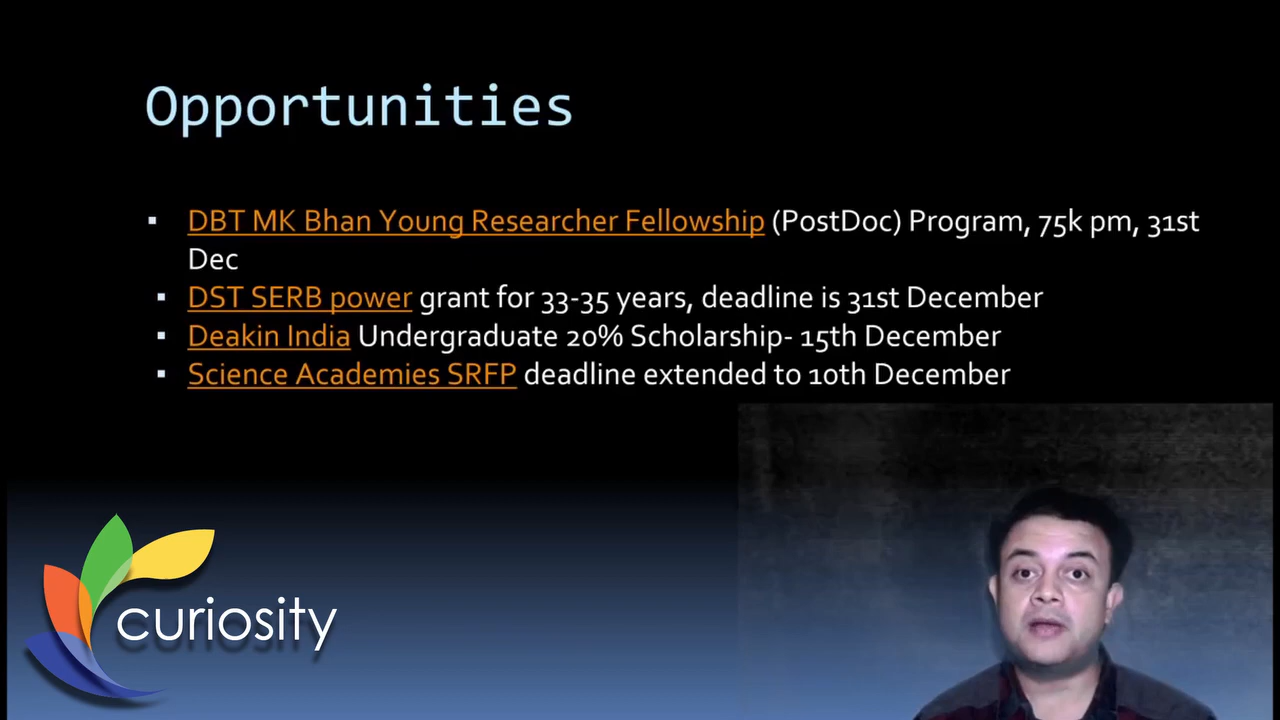 Opportunities
▪ DBT MK Bhan Young Researcher Fellowship (PostDoc) Program, 75k pm, 31st
Dec
▪ DST SERB power grant for 33-35 years, deadline is 31st December
▪ Deakin India Undergraduate 20% Scholarship- 15th December
▪ Science Academies SRFP deadline extended to 10th December
curiosity